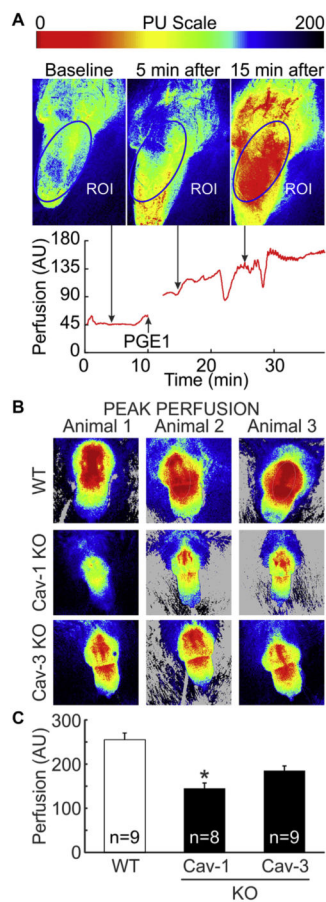 A
PU Scale
0 200
Baseline 5 min after 15 min after
ROI ROI ROI
Perfusion (AU)
180
135
90
45
0
PGE1
0 10 20 30
Time (min)
B
PEAK PERFUSION
Animal 1 Animal 2 Animal 3
WT
Cav-1 KO
Cav-3 KO
C
Perfusion (AU)
300
200
100
0
*
n=9 n=8 n=9
WT Cav-1 Cav-3
KO